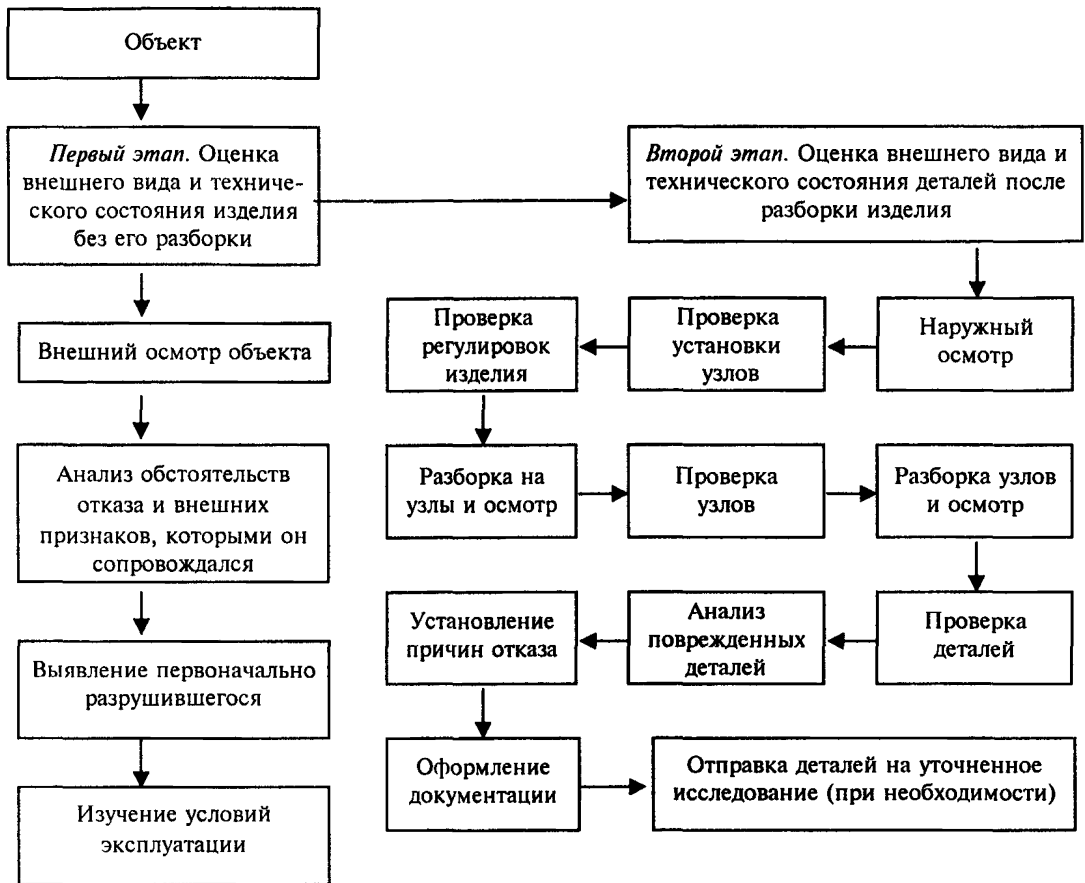 Объект
Первый этап. Оценка
внешнего вида и техниче-
ского состояния изделия
без его разборки
Внешний осмотр объекта
Анализ обстоятельств
отказа и внешних
признаков, которыми он
сопровождался
Выявление первоначально
разрушившегося
Изучение условий
эксплуатации
Второй этап. Оценка внешнего вида и
технического состояния деталей после
разборки изделия
Наружный
осмотр
Проверка
установки
узлов
Проверка
регулировок
изделия
Разборка на
узлы и осмотр
Проверка
узлов
Разборка узлов
и осмотр
Проверка
деталей
Анализ
поврежденных
деталей
Установление
причин отказа
Оформление
документации
Отправка деталей на уточненное
исследование (при необходимости)